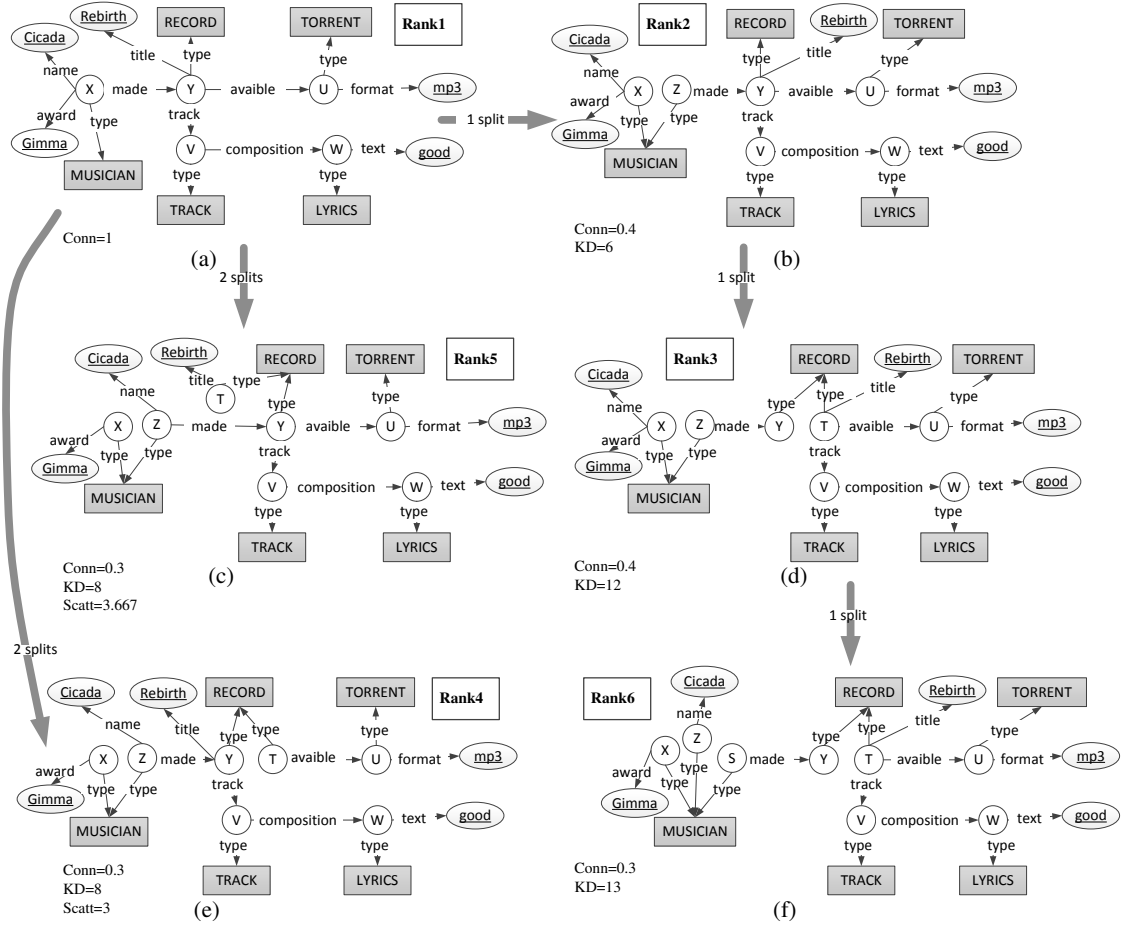 Rebirth
RECORD
TORRENT
Rank1
Cicada
title
type
type
name
X
made
Y
avaible
U
format
mp3
award
type
track
Gimma
V
composition
W
text
good
MUSICIAN
type
type
TRACK
LYRICS
Conn=1
(a)
1 split
Rank2
RECORD
Rebirth
TORRENT
Cicada
type
title
type
name
X
Z
made
Y
avaible
U
format
mp3
award
type
type
track
Gimma
V
composition
W
text
good
MUSICIAN
type
type
TRACK
LYRICS
Conn=0.4
KD=6
(b)
2 splits
1 split
Cicada
Rebirth
RECORD
TORRENT
Rank5
title
type
name
T
type
type
X
Z
made
Y
avaible
U
format
mp3
award
type
type
track
Gimma
V
composition
W
text
good
MUSICIAN
type
type
TRACK
LYRICS
Conn=0.3
KD=8
Scatt=3.667
(c)
Rank3
RECORD
Rebirth
TORRENT
Cicada
type
type
title
type
name
X
Z
made
Y
T
avaible
U
format
mp3
award
type
type
track
Gimma
V
composition
W
text
good
MUSICIAN
type
type
TRACK
LYRICS
Conn=0.4
KD=12
(d)
2 splits
1 split
Cicada
Rebirth
RECORD
TORRENT
Rank4
name
title
type
type
type
X
Z
made
Y
T
avaible
U
format
mp3
award
type
type
track
Gimma
V
composition
W
text
good
MUSICIAN
type
type
TRACK
LYRICS
Conn=0.3
KD=8
Scatt=3
(e)
Rank6
Cicada
RECORD
Rebirth
TORRENT
name
type
type
title
type
X
Z
S
made
Y
T
avaible
U
format
mp3
award
type
type
type
track
Gimma
V
composition
W
text
good
MUSICIAN
type
type
TRACK
LYRICS
Conn=0.3
KD=13
(f)